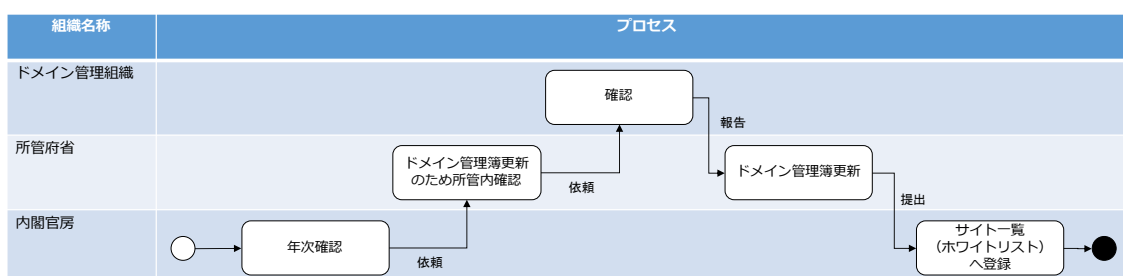 組織名称
プロセス
ドメイン管理組織
確認
報告
所管府省
ドメイン管理簿更新
のため所管内確認
依頼
ドメイン管理簿更新
提出
内閣官房
年次確認
依頼
サイト一覧
（ホワイトリスト）
へ登録